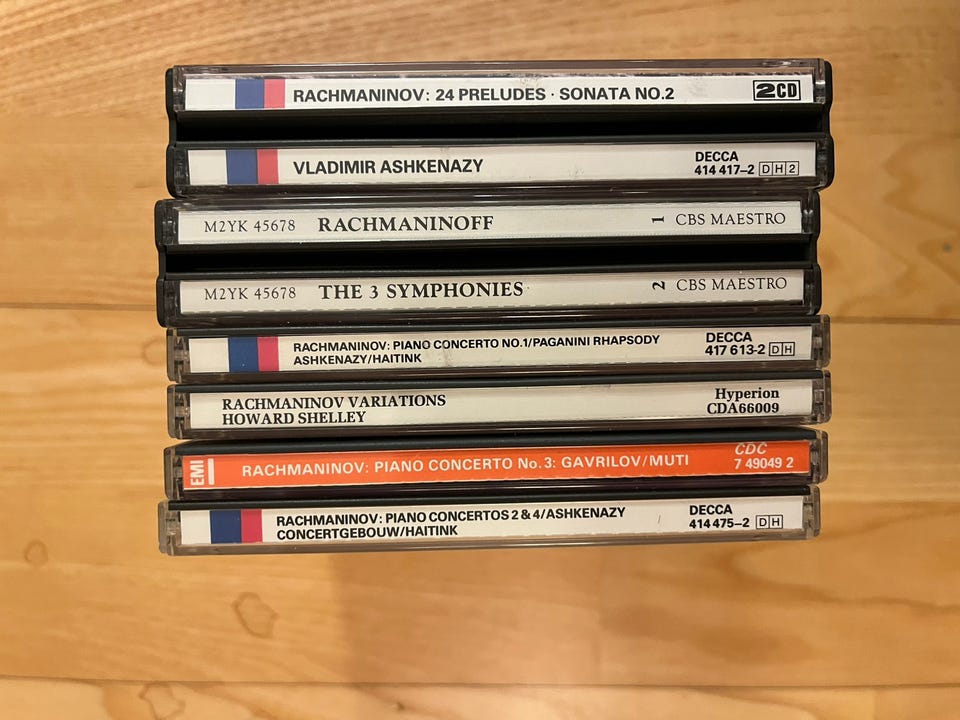 RACHMANINOV: 24 PRELUDES · SONATA NO.2
2CD
VLADIMIR ASHKENAZY
DECCA
414 417–2 DH2
M2YK 45678 RACHMANINOFF 1 CBS MAESTRO
M2YK 45678 THE 3 SYMPHONIES 2 CBS MAESTRO
RACHMANINOV: PIANO CONCERTO NO.1/PAGANINI RHAPSODY
ASHKENAZY/HAITINK
DECCA
417 613-2 DH
RACHMANINOV VARIATIONS
HOWARD SHELLEY
Hyperion
CDA66009
EMI
RACHMANINOV: PIANO CONCERTO No.3: GAVRILOV/MUTI
CDC
7 49049 2
RACHMANINOV: PIANO CONCERTOS 2 & 4/ASHKENAZY
CONCERTGEBOUW/HAITINK
DECCA
414 475–2 DH